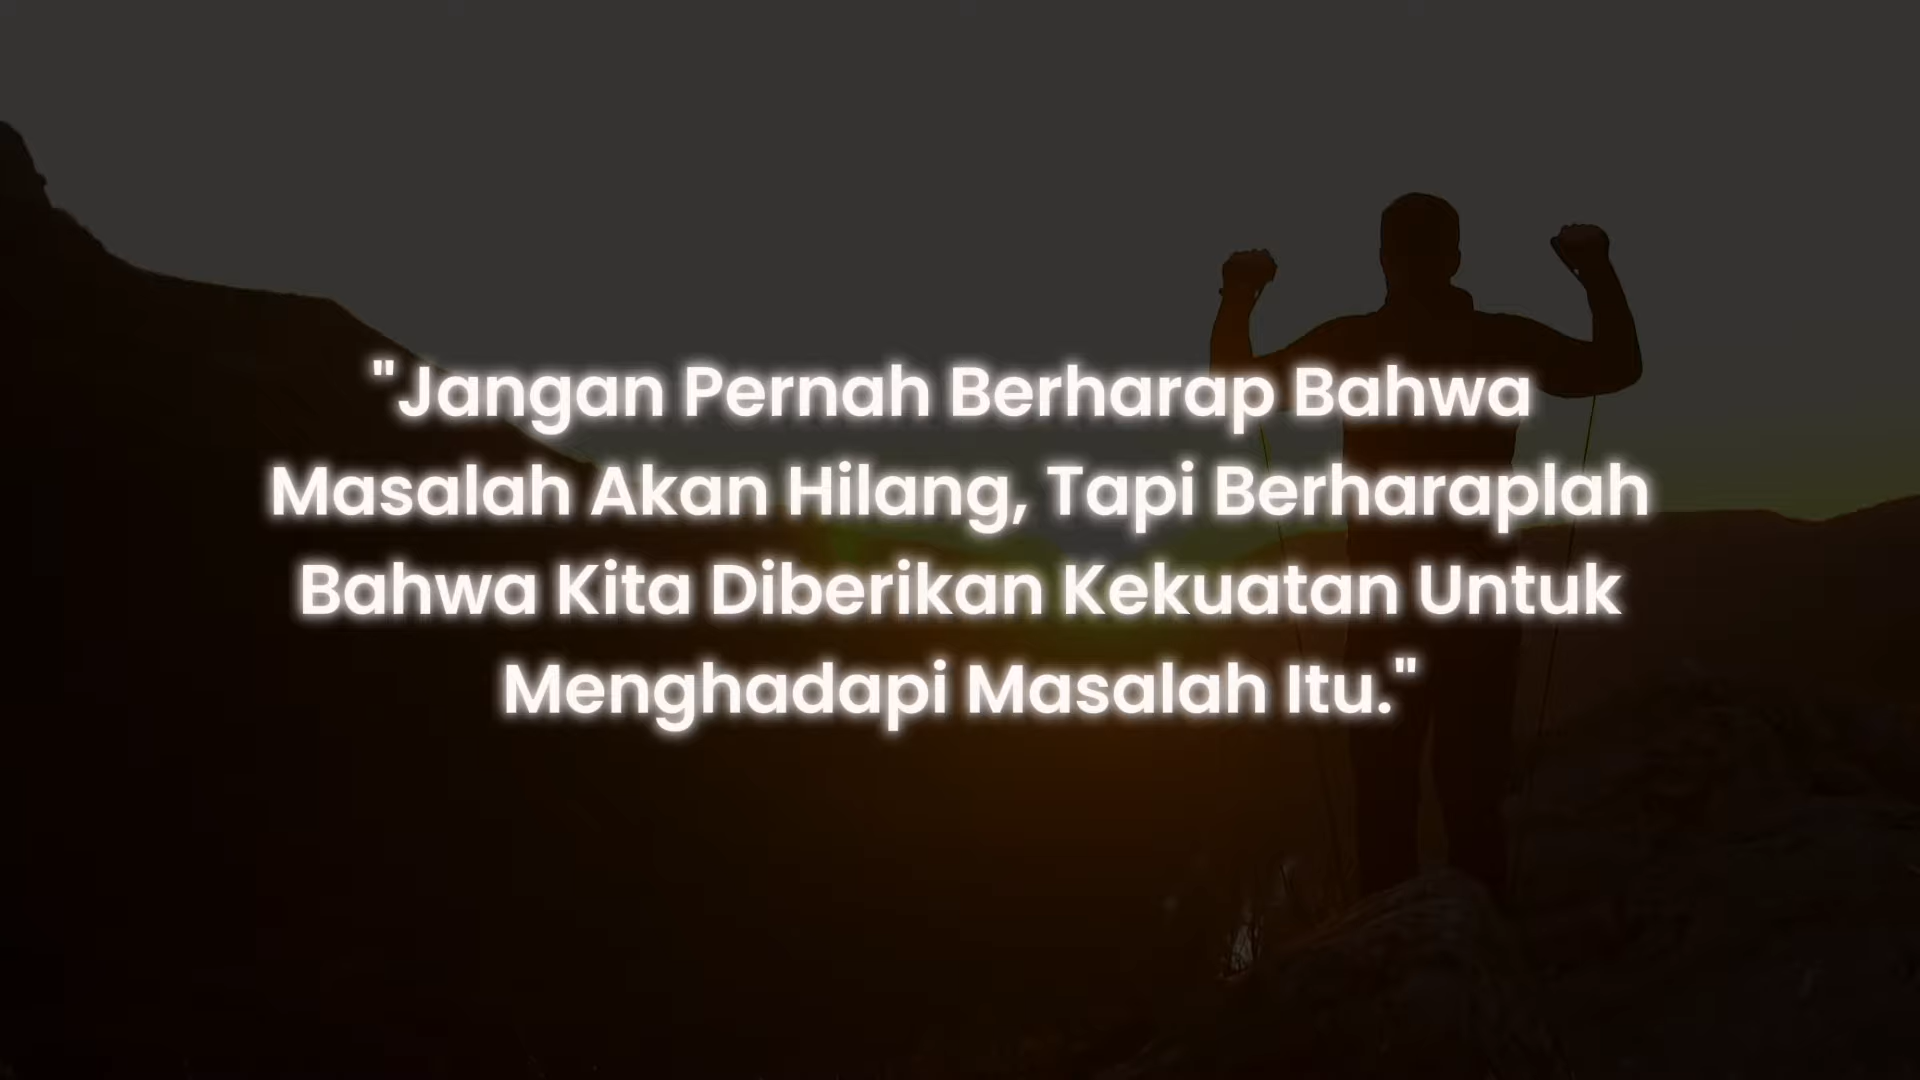 "Jangan Pernah Berharap Bahwa
Masalah Akan Hilang, Tapi Berharaplah
Bahwa Kita Diberikan Kekuatan Untuk
Menghadapi Masalah Itu."